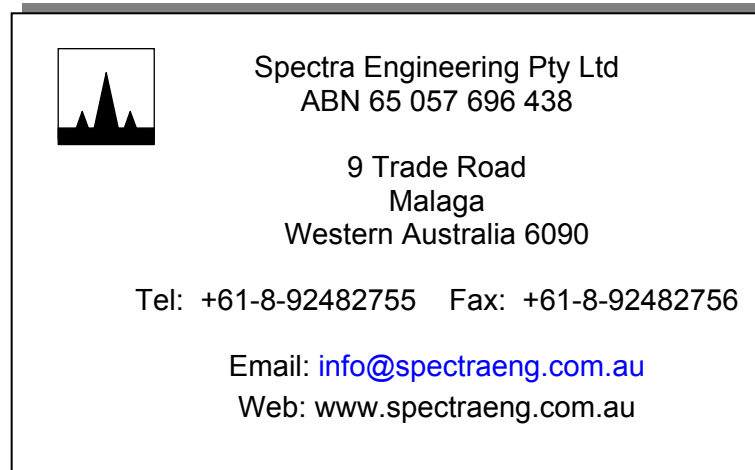 Spectra Engineering Pty Ltd
ABN 65 057 696 438
9 Trade Road
Malaga
Western Australia 6090
Tel: +61-8-92482755 Fax: +61-8-92482756
Email: info@spectraeng.com.au
Web: www.spectraeng.com.au